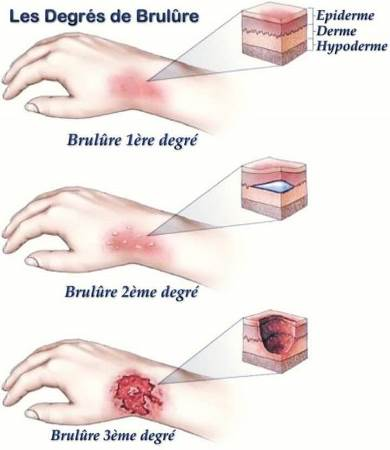 Les Degrés de Brulûre
Epiderme
Derme
Hypoderme
Brulûre 1ère degré
Brulûre 2ème degré
Brulûre 3ème degré